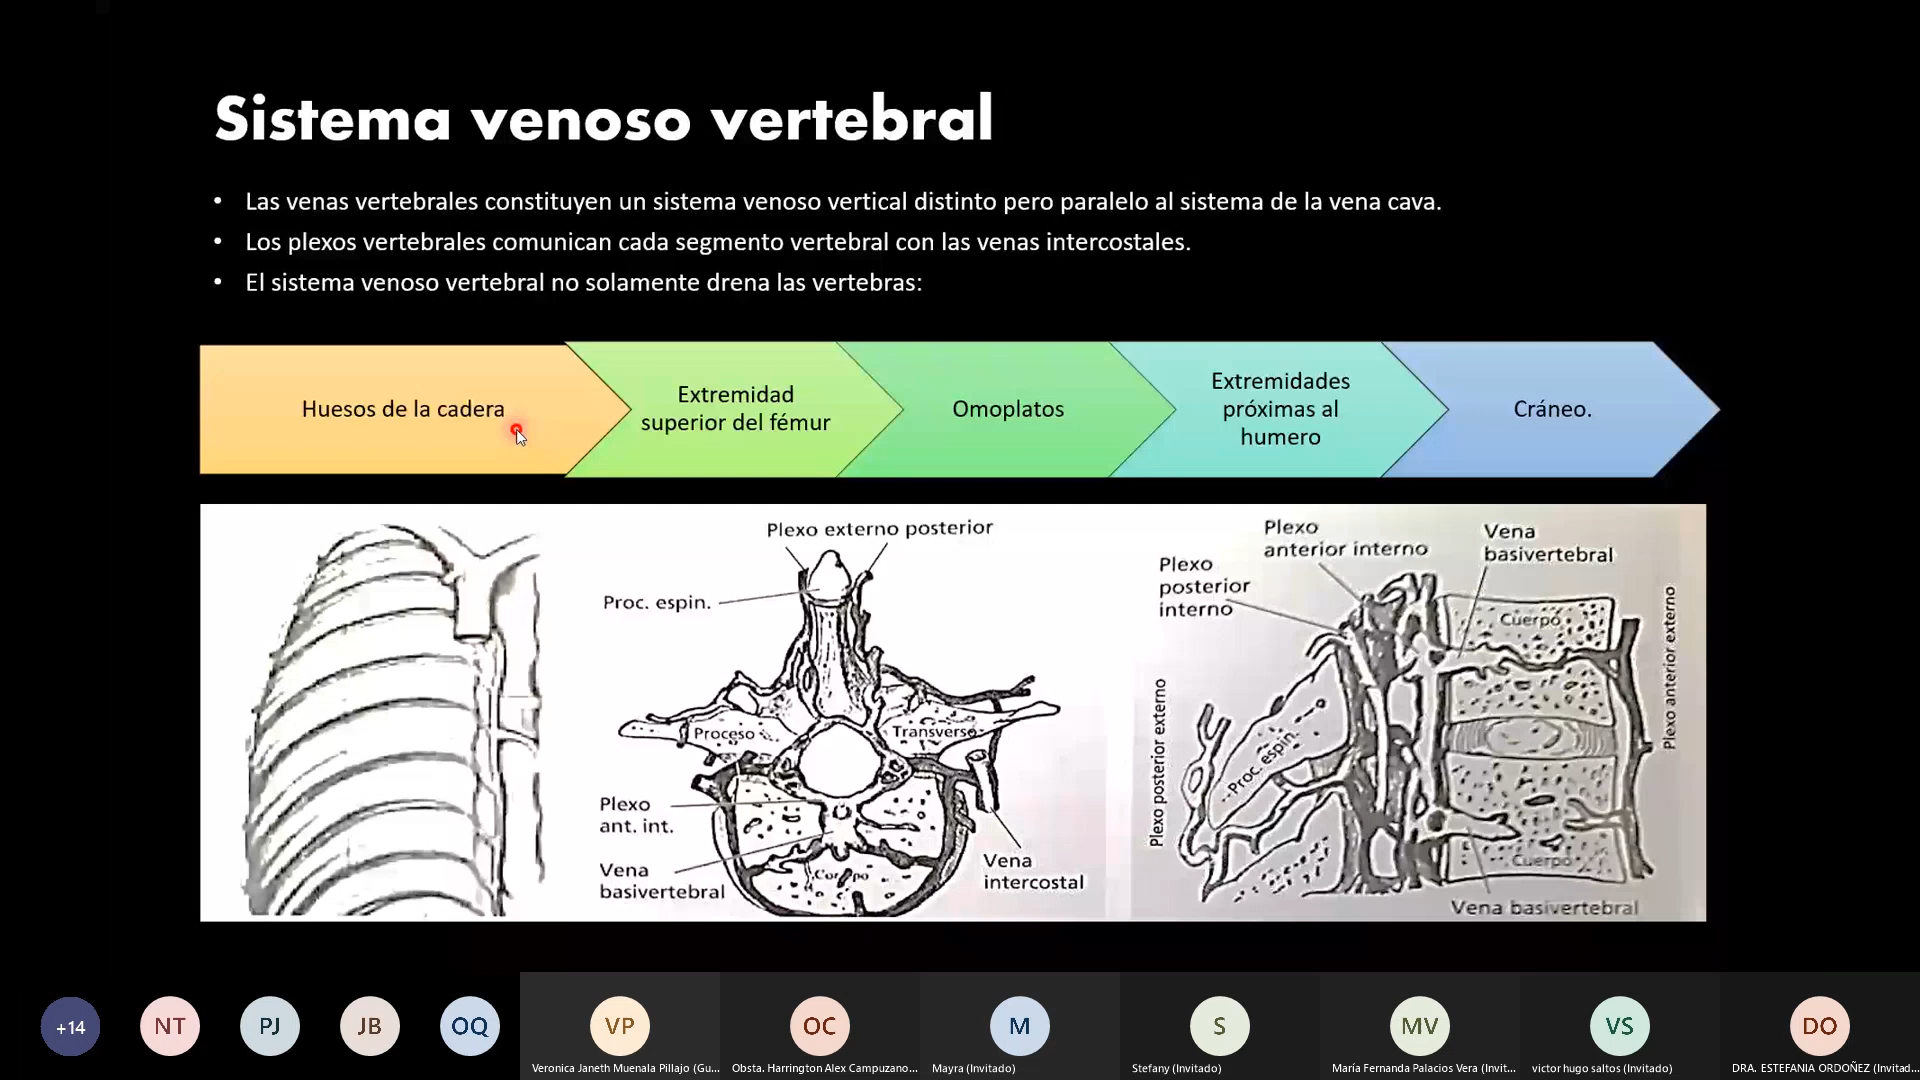 Sistema venoso vertebral
• Las venas vertebrales constituyen un sistema venoso vertical distinto pero paralelo al sistema de la vena cava.
• Los plexos vertebrales comunican cada segmento vertebral con las venas intercostales.
• El sistema venoso vertebral no solamente drena las vertebras:
Huesos de la cadera
Extremidad
superior del fémur
Omoplatos
Extremidades
próximas al
humero
Cráneo.
Plexo externo posterior
Proc. espin.
Proceso
Transverso
Plexo
ant. int.
Vena
basivertebral
Cuerpo
Vena
intercostal
Plexo
anterior interno
Vena
basivertebral
Plexo
posterior
interno
Cuerpo
Plexo anterior externo
Plexo posterior externo
Proc. espin.
Cuerpo
Vena basivertebral
+14
NT
PJ
JB
OQ
VP
OC
M
S
MV
VS
DO
Veronica Janeth Muenala Pillajo (Gu...
Obsta. Harrington Alex Campuzano...
Mayra (Invitado)
Stefany (Invitado)
María Fernanda Palacios Vera (Invit...
victor hugo saltos (Invitado)
DRA. ESTEFANIA ORDOÑEZ (Invitad...